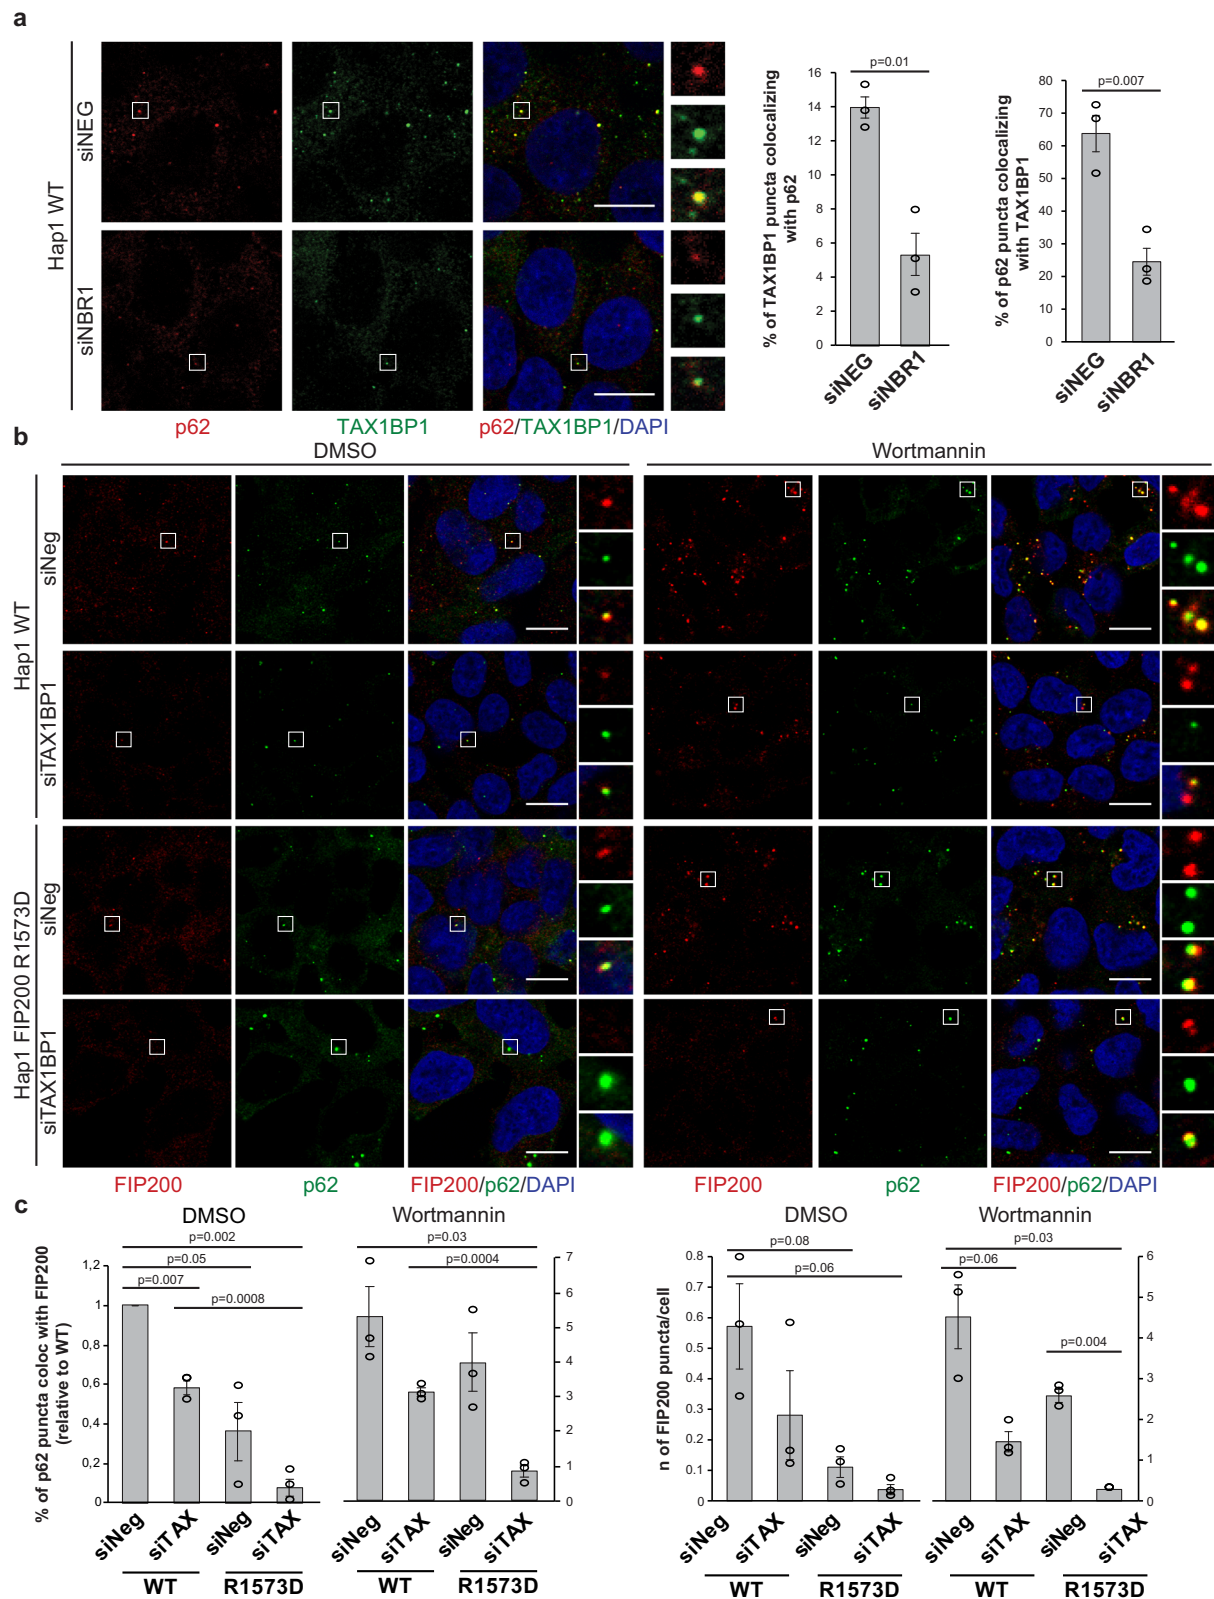 a
Hap1 WT
siNEG
siNBR1
p62
TAX1BP1
p62/TAX1BP1/DAPI
% of TAX1BP1 puncta colocalizing
with p62
p=0.01
16
14
12
10
8
6
4
2
0
siNEG
siNBR1
% of p62 puncta colocalizing
with TAX1BP1
p=0.007
80
70
60
50
40
30
20
10
0
siNEG
siNBR1
b
DMSO
Wortmannin
Hap1 WT
siNeg
siTAX1BP1
Hap1 FIP200 R1573D
siNeg
siTAX1BP1
FIP200
p62
FIP200/p62/DAPI
FIP200
p62
FIP200/p62/DAPI
c
DMSO
% of p62 puncta coloc with FIP200
(relative to WT)
p=0.002
p=0.05
p=0.007
p=0.0008
1,2
1
0,8
0,6
0,4
0,2
0
siNeg
siTAX
siNeg
siTAX
WT
R1573D
Wortmannin
p=0.03
p=0.0004
7
6
5
4
3
2
1
0
siNeg
siTAX
siNeg
siTAX
WT
R1573D
DMSO
n of FIP200 puncta/cell
p=0.08
p=0.06
0.8
0.7
0.6
0.5
0.4
0.3
0.2
0.1
0
siNeg
siTAX
siNeg
siTAX
WT
R1573D
Wortmannin
p=0.03
p=0.06
p=0.004
6
5
4
3
2
1
0
siNeg
siTAX
siNeg
siTAX
WT
R1573D